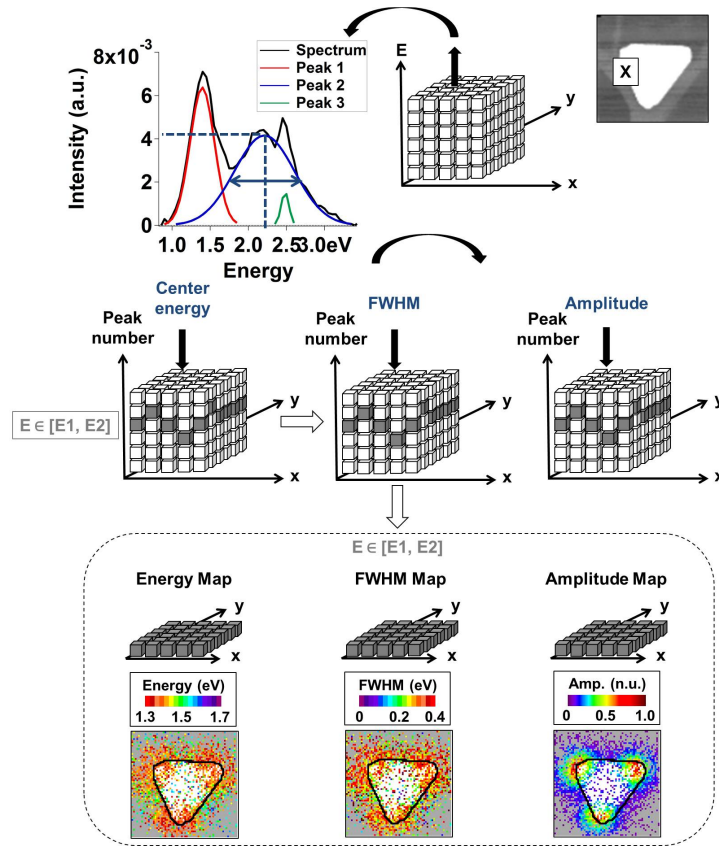 8x10-3
6
4
2
0
Intensity (a.u.)
Spectrum
Peak 1
Peak 2
Peak 3
1.0 1.5 2.0 2.5 3.0eV
Energy
E
y
x
X
Center
energy
FWHM
Amplitude
Peak
number
Peak
number
Peak
number
y
y
y
E ∈ [E1, E2]
x
x
x
E ∈ [E1, E2]
Energy Map
FWHM Map
Amplitude Map
y
y
y
x
x
x
Energy (eV)
1.3 1.5 1.7
FWHM (eV)
0 0.2 0.4
Amp. (n.u.)
0 0.5 1.0